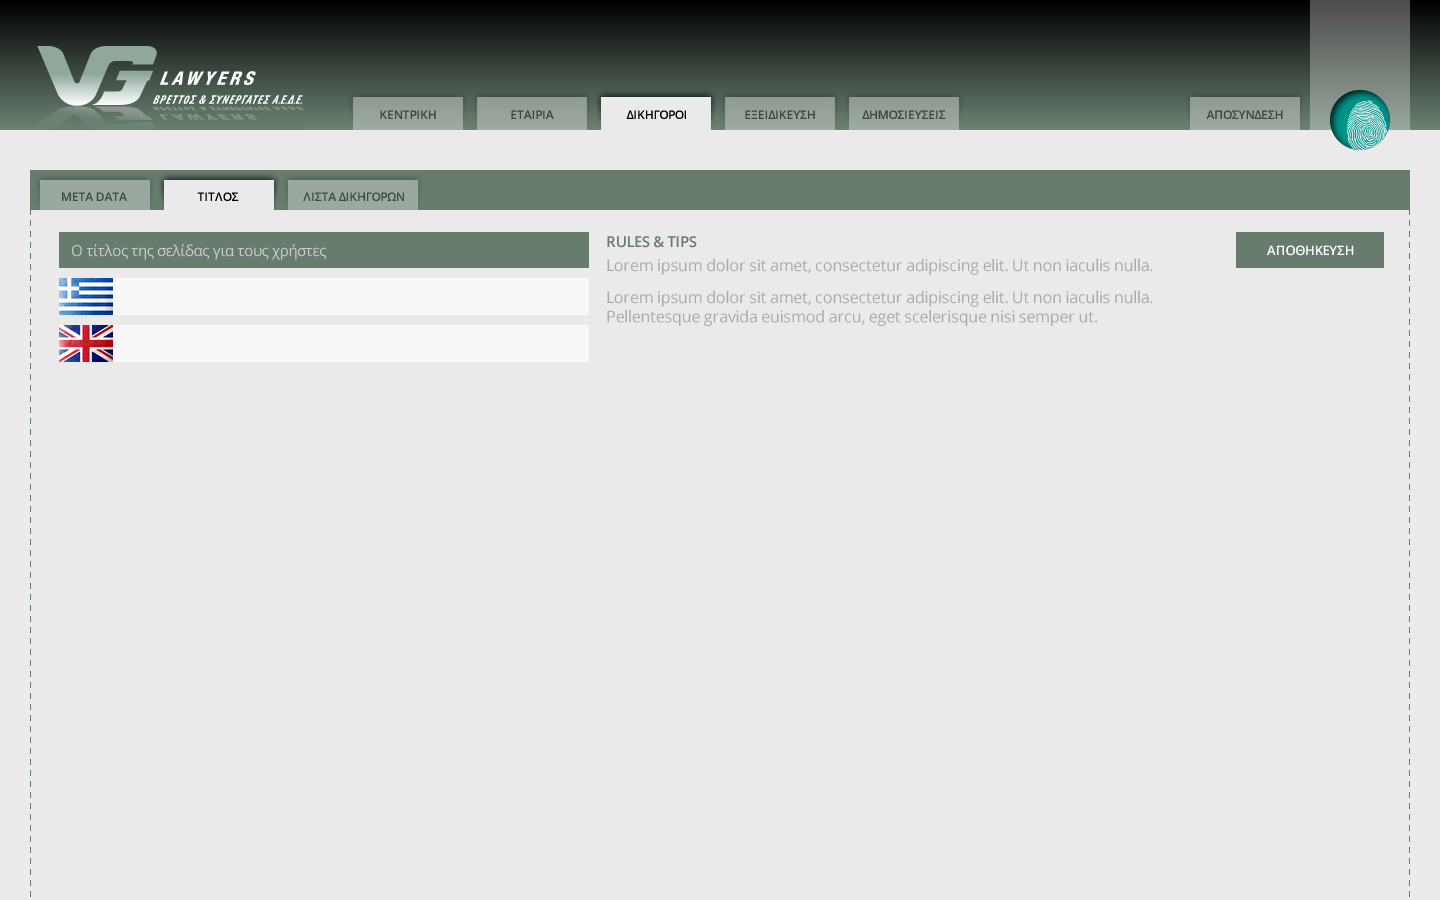 LAWYERS
ΒΡΕΤΤΟΣ & ΣΥΝΕΡΓΑΤΕΣ Α.Ε.Δ.Ε.
ΚΕΝΤΡΙΚΗ
ΕΤΑΙΡΙΑ
ΔΙΚΗΓΟΡΟΙ
ΕΞΕΙΔΙΚΕΥΣΗ
ΔΗΜΟΣΙΕΥΣΕΙΣ
ΑΠΟΣΥΝΔΕΣΗ
META DATA
ΤΙΤΛΟΣ
ΛΙΣΤΑ ΔΙΚΗΓΟΡΩΝ
Ο τίτλος της σελίδας για τους χρήστες
RULES & TIPS
Lorem ipsum dolor sit amet, consectetur adipiscing elit. Ut non iaculis nulla.
Lorem ipsum dolor sit amet, consectetur adipiscing elit. Ut non iaculis nulla.
Pellentesque gravida euismod arcu, eget scelerisque nisi semper ut.
ΑΠΟΘΗΚΕΥΣΗ